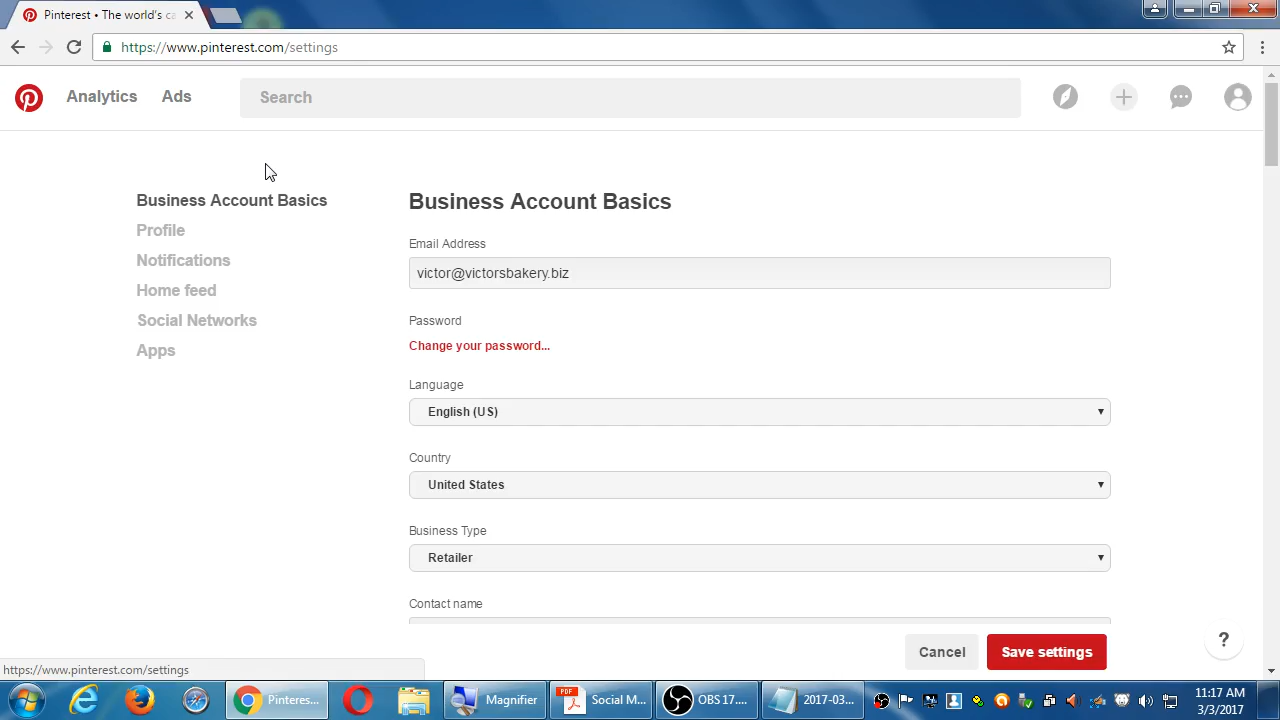 Pinterest • The world's ca
https://www.pinterest.com/settings
Analytics
Ads
Search
Business Account Basics
Profile
Notifications
Home feed
Social Networks
Apps
Business Account Basics
Email Address
victor@victorsbakery.biz
Password
Change your password...
Language
English (US)
Country
United States
Business Type
Retailer
Contact name
Cancel
Save settings
?
https://www.pinterest.com/settings
Pinteres...
Magnifier
PDF
Social M...
OBS 17....
2017-03...
11:17 AM
3/3/2017